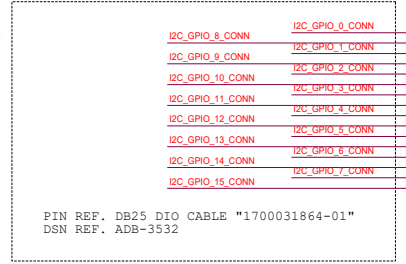 I2C_GPIO_0_CONN
I2C_GPIO_8_CONN
I2C_GPIO_1_CONN
I2C_GPIO_9_CONN
I2C_GPIO_2_CONN
I2C_GPIO_10_CONN
I2C_GPIO_3_CONN
I2C_GPIO_11_CONN
I2C_GPIO_4_CONN
I2C_GPIO_12_CONN
I2C_GPIO_5_CONN
I2C_GPIO_13_CONN
I2C_GPIO_6_CONN
I2C_GPIO_14_CONN
I2C_GPIO_7_CONN
I2C_GPIO_15_CONN
PIN REF. DB25 DIO CABLE "1700031864-01"
DSN REF. ADB-3532